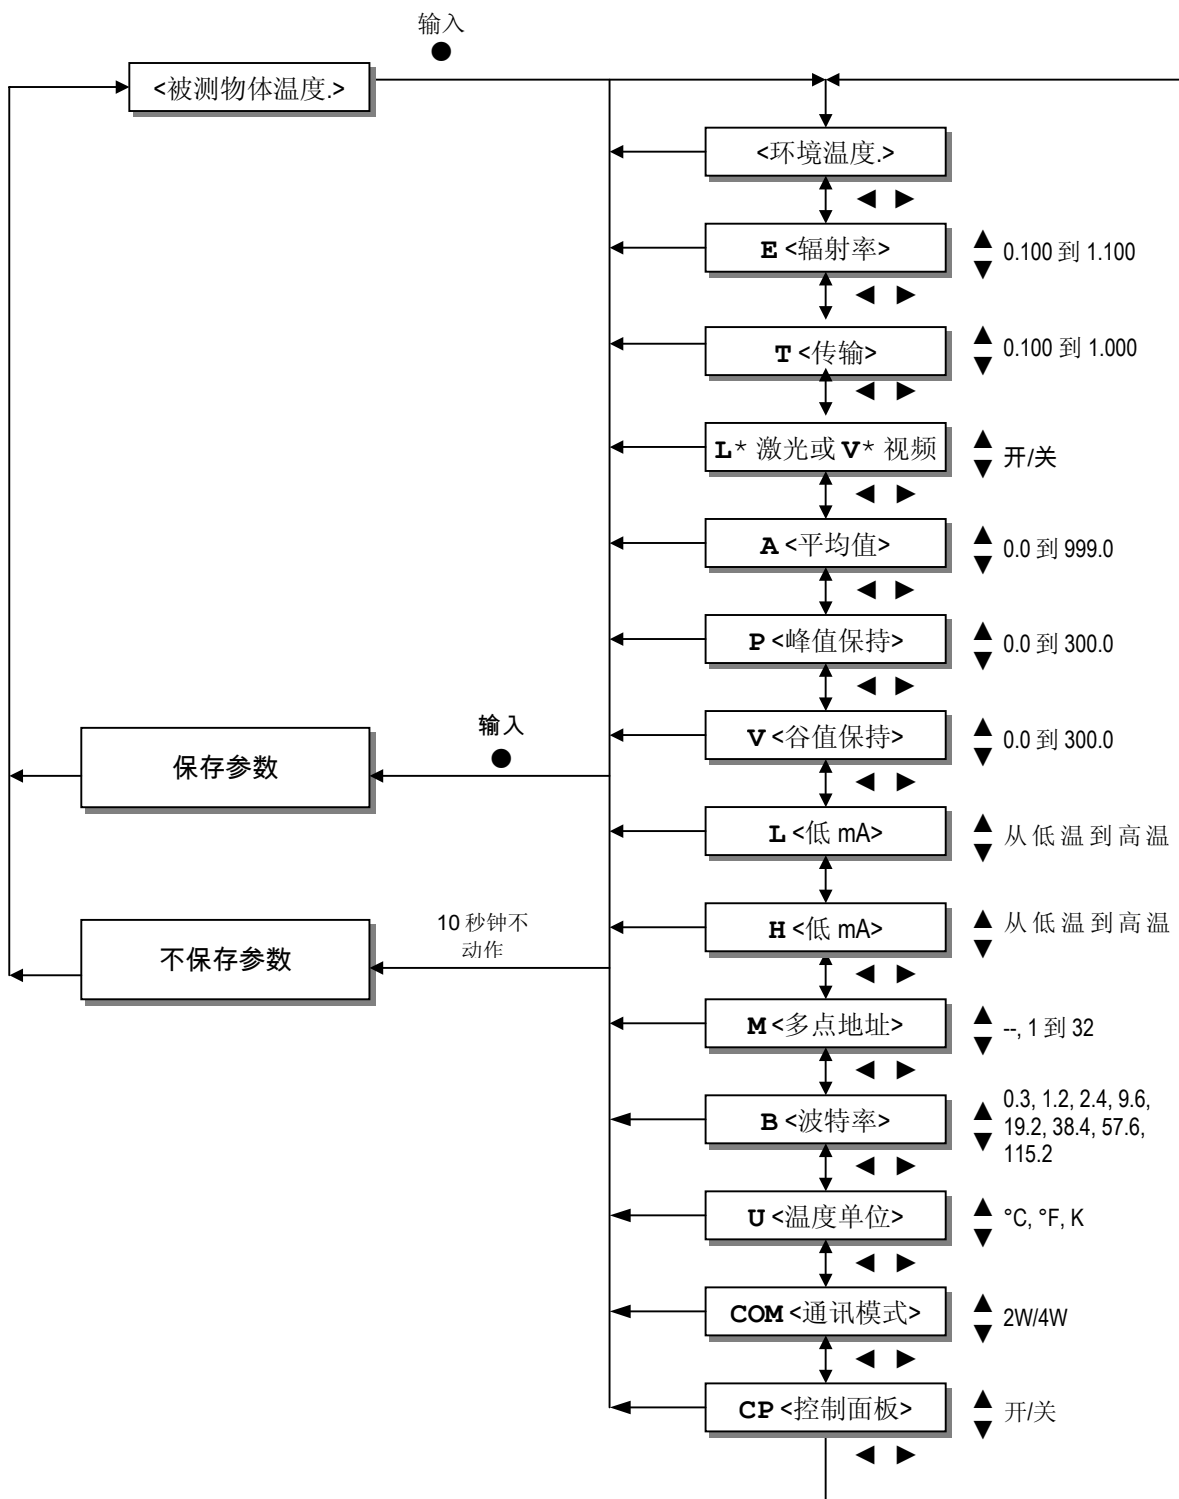 输入
<被测物体温度.>
<环境温度.>
E <辐射率>
0.100 到 1.100
T <传输>
0.100 到 1.000
L* 激光或 V* 视频
开/关
A <平均值>
0.0 到 999.0
P <峰值保持>
0.0 到 300.0
V <谷值保持>
0.0 到 300.0
输入
保存参数
L <低 mA>
从低温到高温
H <低 mA>
从低温到高温
10 秒钟不
动作
不保存参数
M <多点地址>
--, 1 到 32
B <波特率>
0.3, 1.2, 2.4, 9.6,
19.2, 38.4, 57.6,
115.2
U <温度单位>
°C, °F, K
COM <通讯模式>
2W/4W
CP <控制面板>
开/关